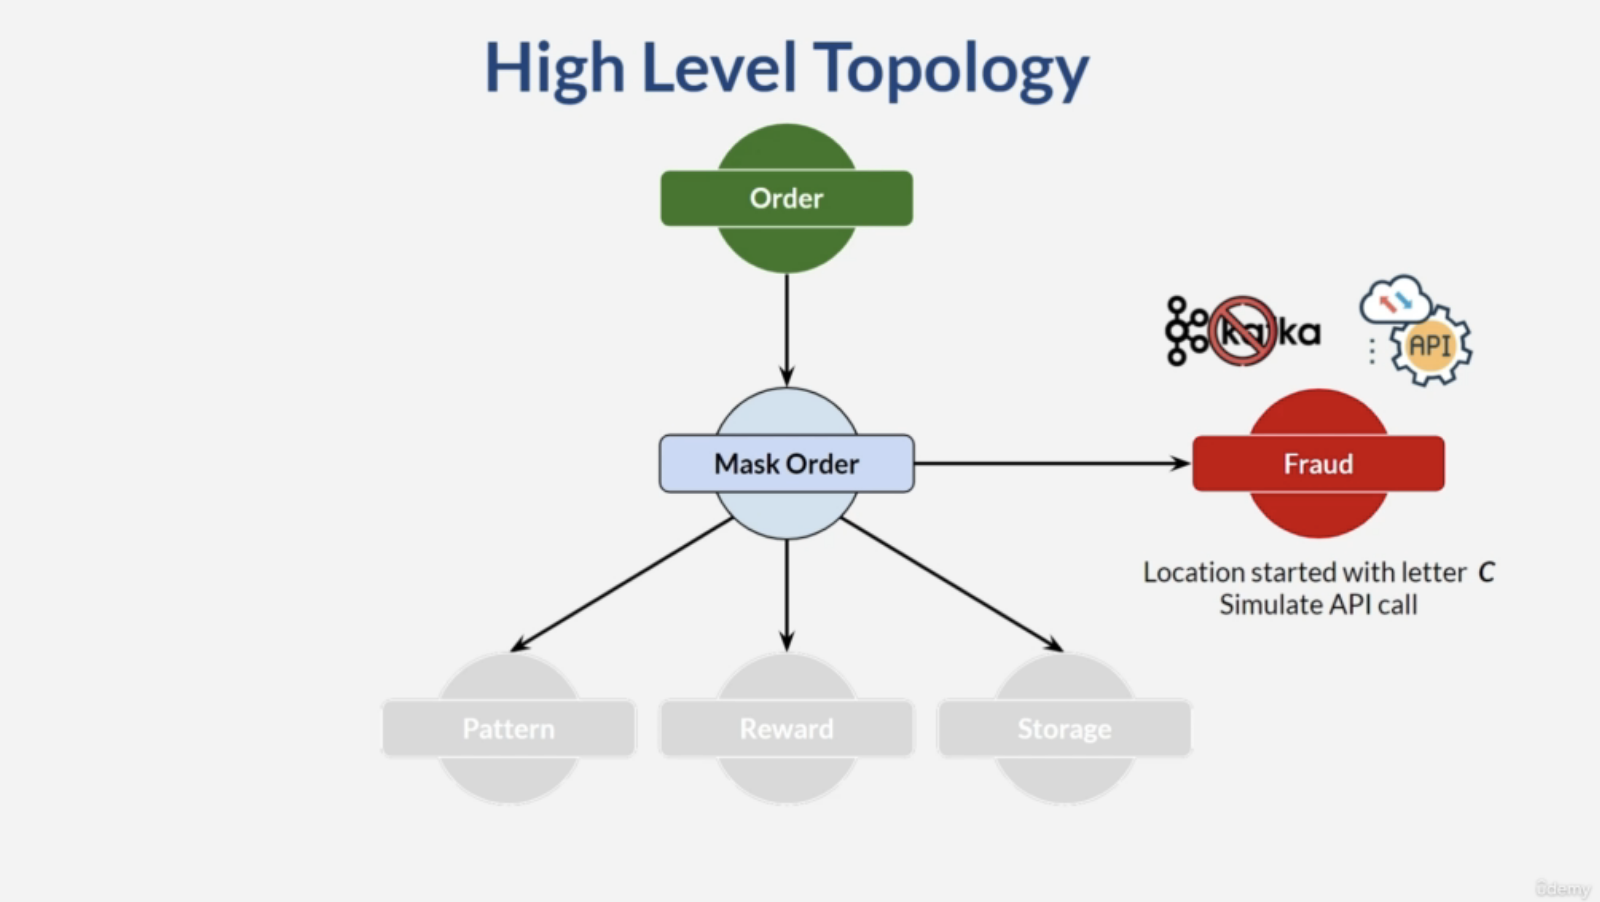 High Level Topology
Order
kafka
API
Mask Order
Fraud
Location started with letter C
Simulate API call
Pattern
Reward
Storage
ûdemy